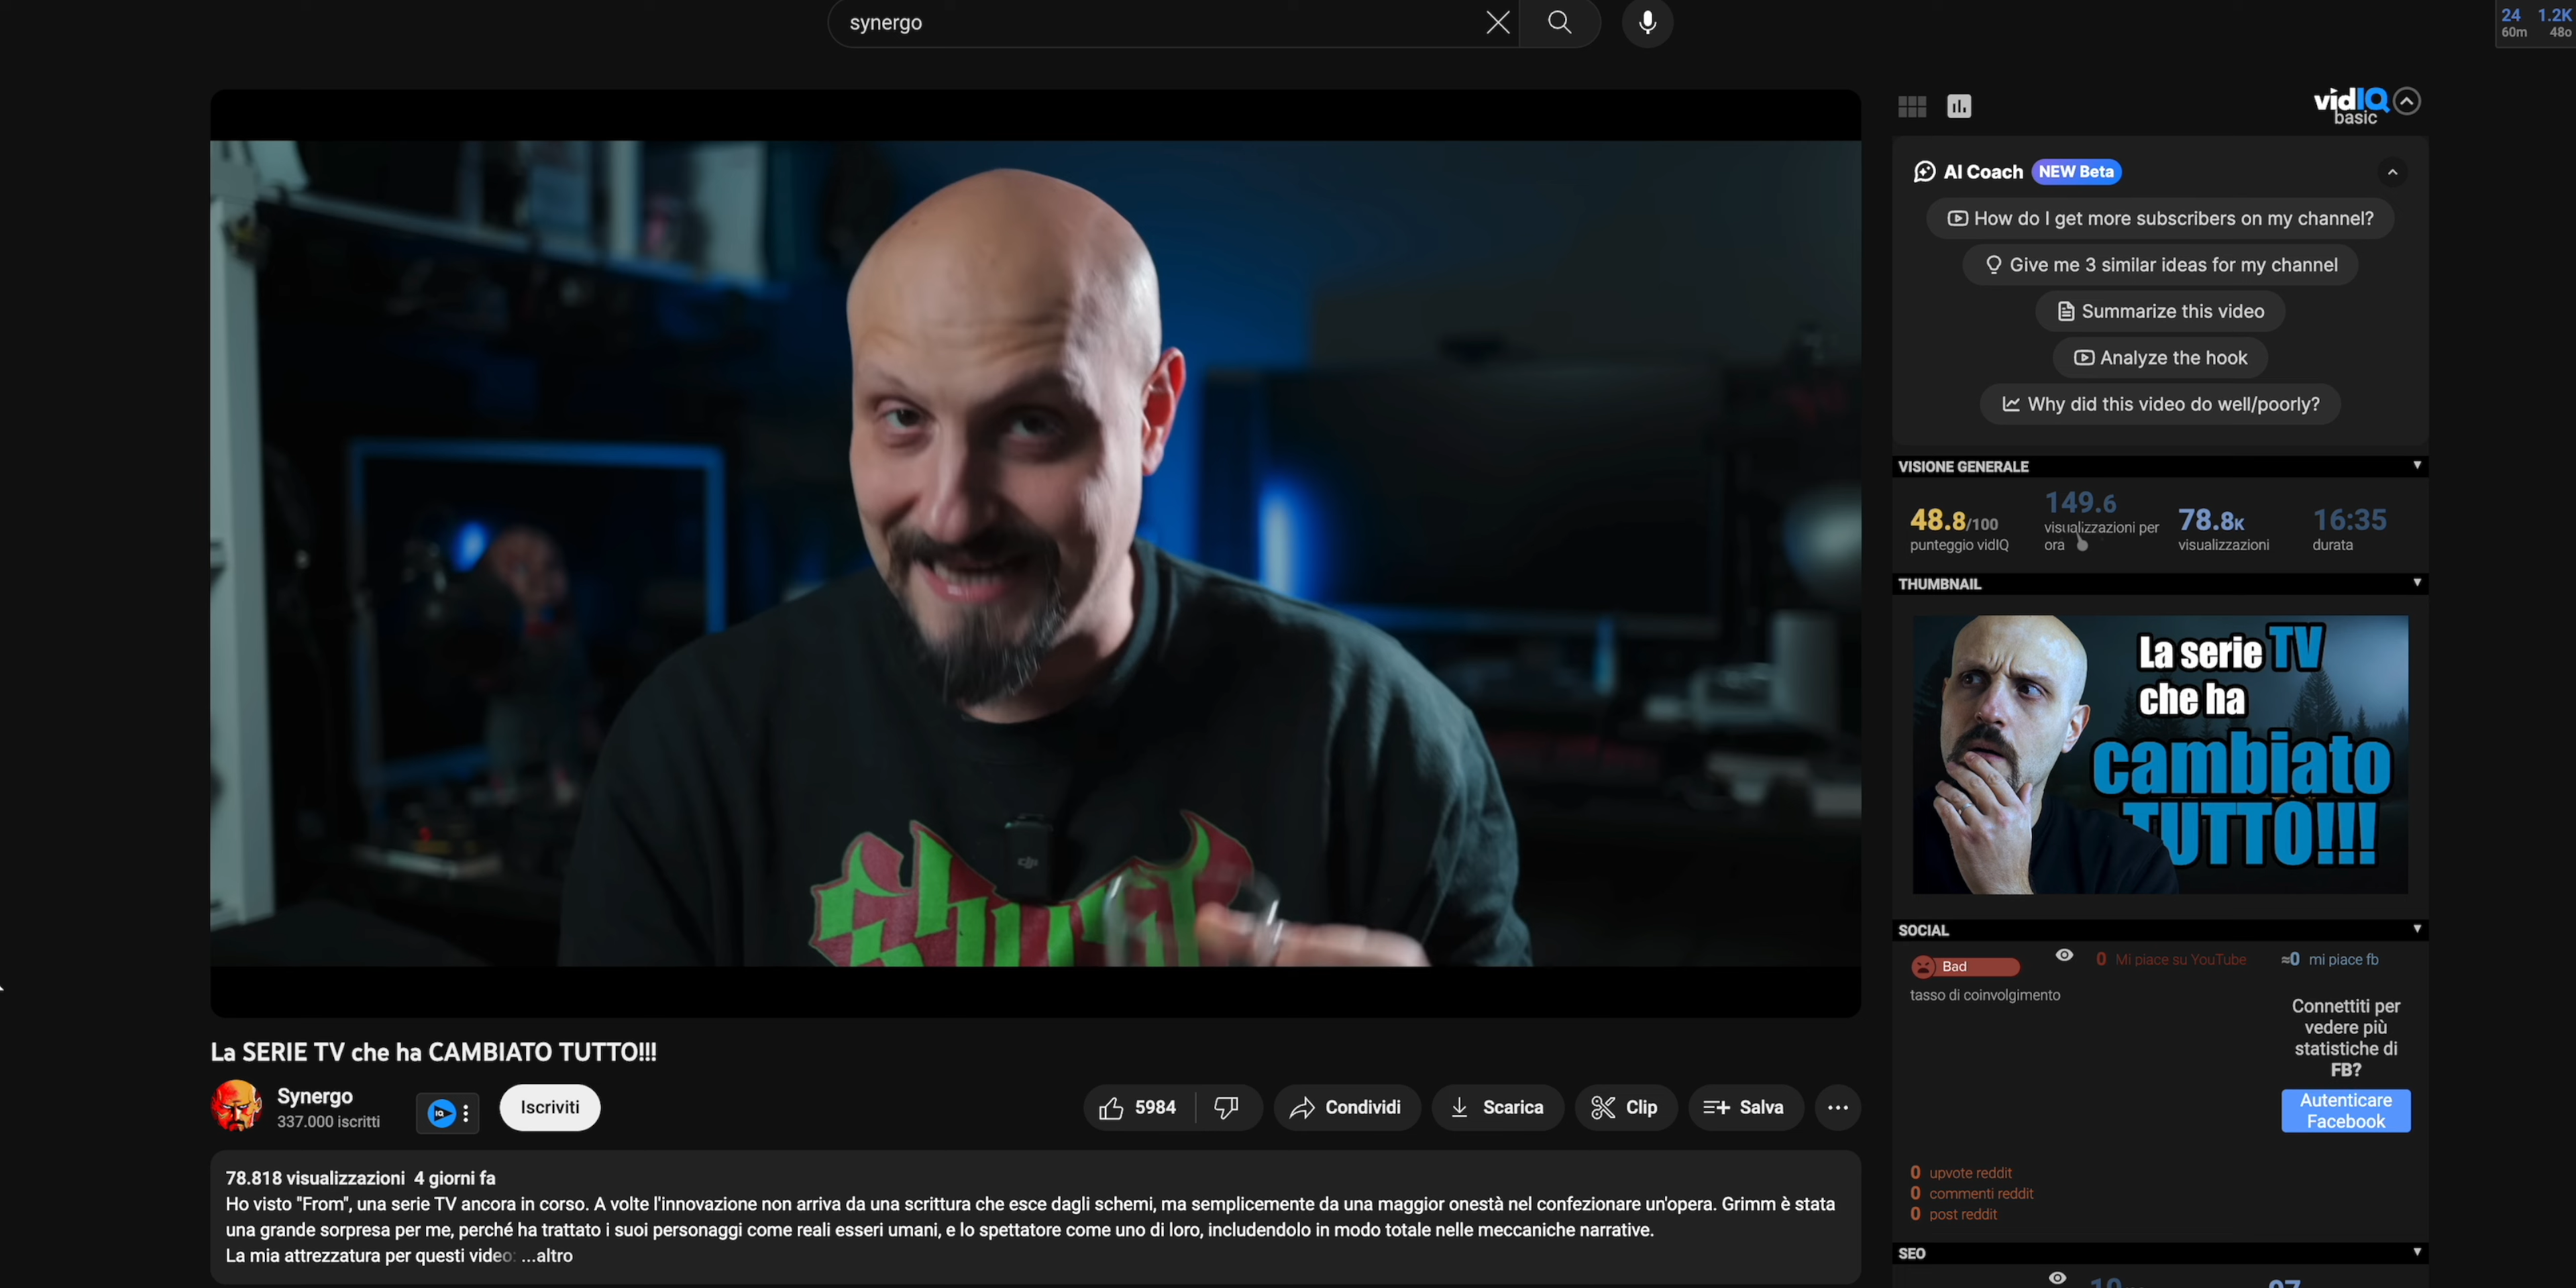 synergo
24 1.2K
60m 48o
vidIQ
basic
AI Coach NEW Beta
How do I get more subscribers on my channel?
Give me 3 similar ideas for my channel
Summarize this video
Analyze the hook
Why did this video do well/poorly?
VISIONE GENERALE
48.8/100
punteggio vidIQ
149.6
visualizzazioni per
ora
78.8K
visualizzazioni
16:35
durata
THUMBNAIL
La serie TV
che ha
cambiato
TUTTO!!!
SOCIAL
Bad
tasso di coinvolgimento
0 Mi piace su YouTube
≈0 mi piace fb
Connettiti per
vedere più
statistiche di
FB?
Autenticare
Facebook
0 upvote reddit
0 commenti reddit
0 post reddit
SEO
dji
La SERIE TV che ha CAMBIATO TUTTO!!!
Synergo
337.000 iscritti
IQ
Iscriviti
5984
Condividi
Scarica
Clip
Salva
78.818 visualizzazioni 4 giorni fa
Ho visto "From", una serie TV ancora in corso. A volte l'innovazione non arriva da una scrittura che esce dagli schemi, ma semplicemente da una maggior onestà nel confezionare un'opera. Grimm è stata
una grande sorpresa per me, perché ha trattato i suoi personaggi come reali esseri umani, e lo spettatore come uno di loro, includendolo in modo totale nelle meccaniche narrative.
La mia attrezzatura per questi video: ...altro